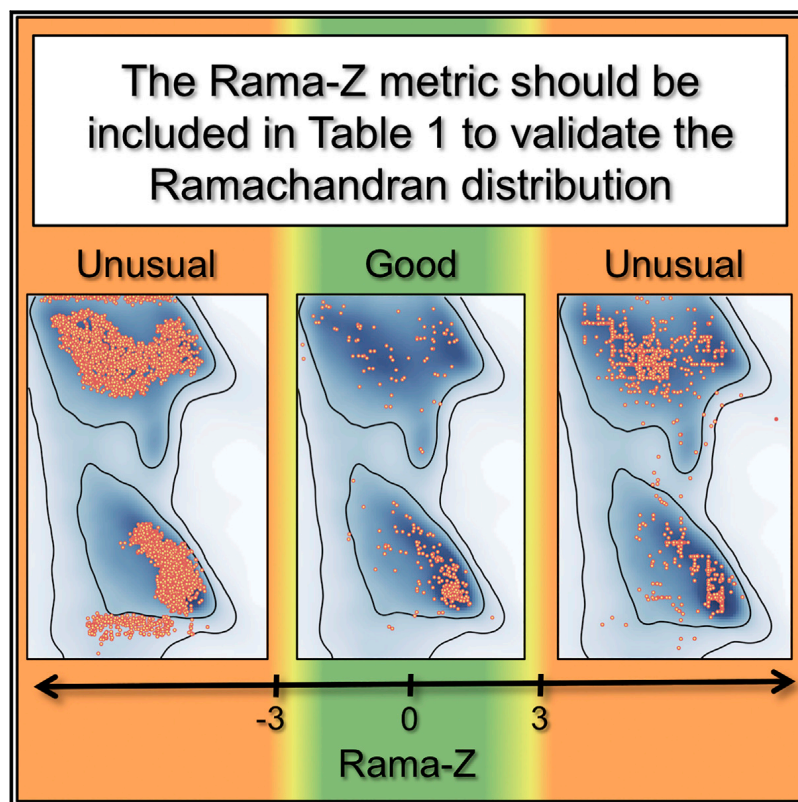 The Rama-Z metric should be
included in Table 1 to validate the
Ramachandran distribution
Unusual Good Unusual
-3 0 3
Rama-Z